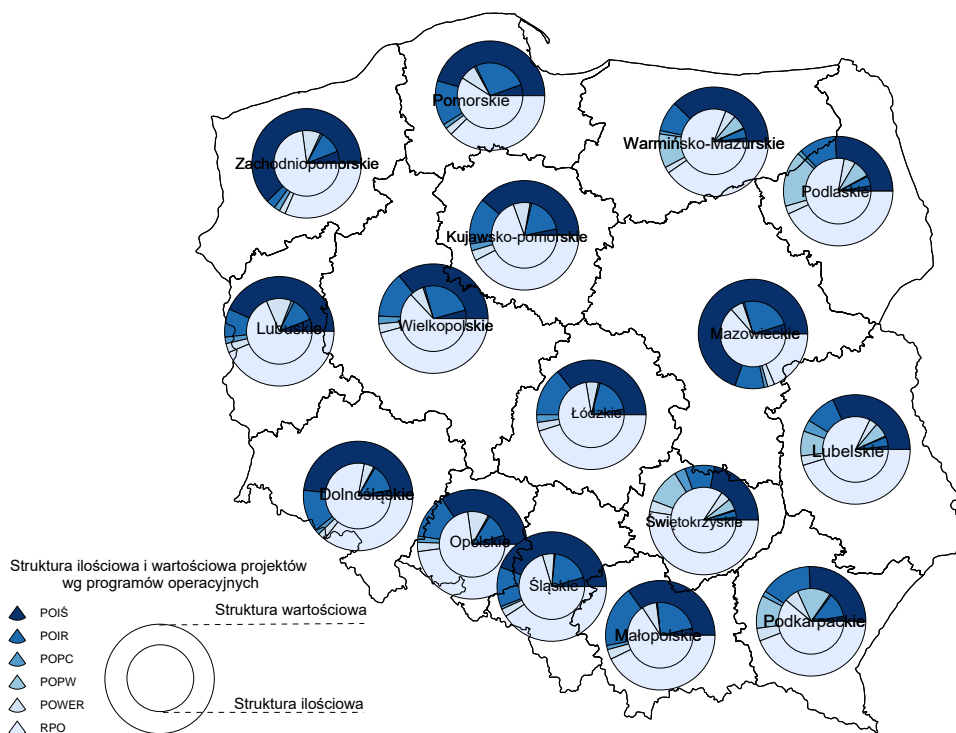 Pomorskie
Warmińsko-Mazurskie
Zachodniopomorskie
Podlaskie
Kujawsko-pomorskie
Lubuskie
Wielkopolskie
Mazowieckie
Łódzkie
Lubelskie
Dolnośląskie
Świętokrzyskie
Opolskie
Śląskie
Małopolskie
Podkarpackie
Struktura ilościowa i wartościowa projektów
wg programów operacyjnych
POIŚ
POIR
POPC
POPW
POWER
RPO
Struktura wartościowa
Struktura ilościowa